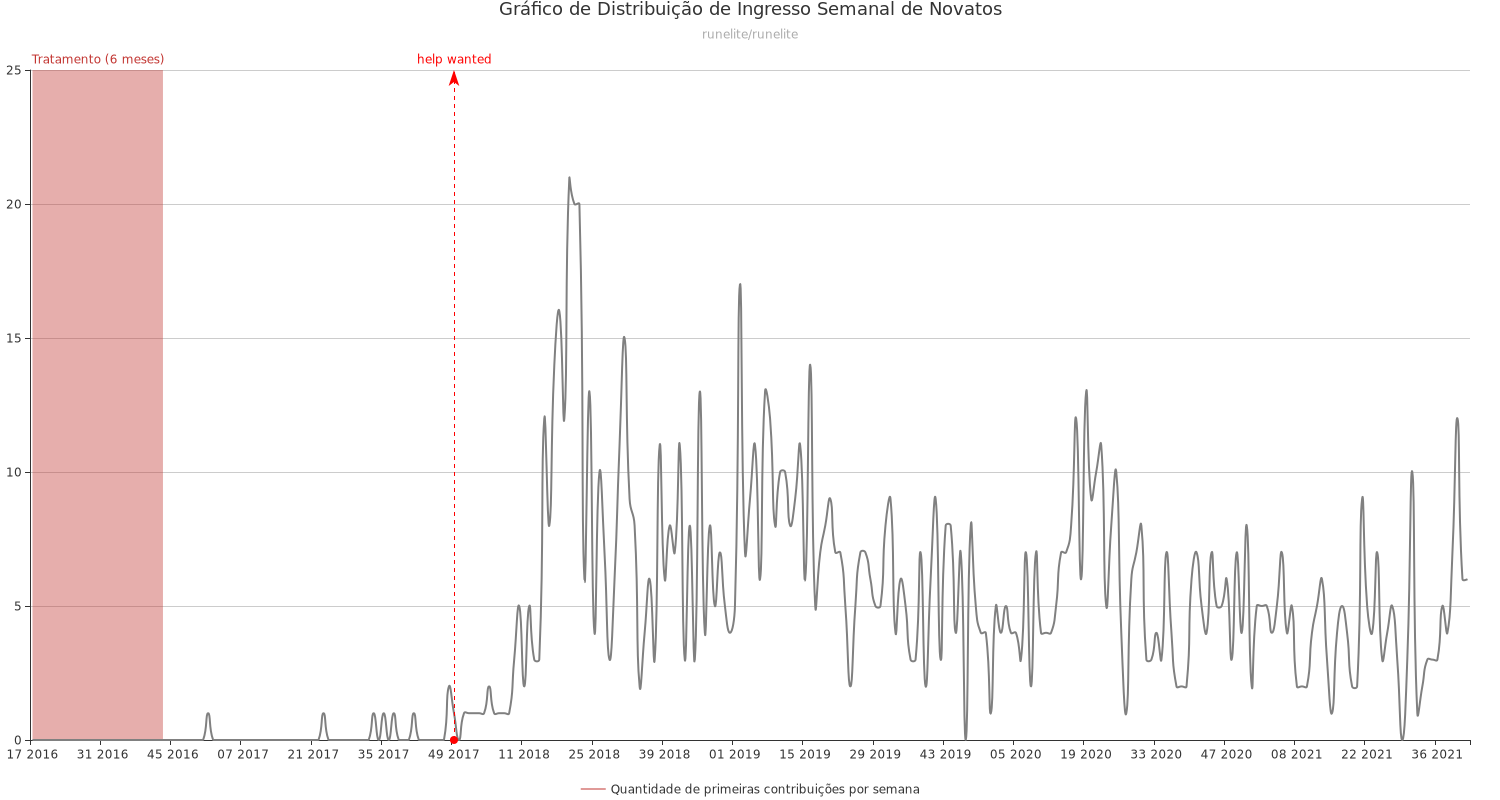 Gráfico de Distribuição de Ingresso Semanal de Novatos
runelite/runelite
Tratamento (6 meses)
help wanted
25
20
15
10
5
0
17 2016 31 2016 45 2016 07 2017 21 2017 35 2017 49 2017 11 2018 25 2018 39 2018 01 2019 15 2019 29 2019 43 2019 05 2020 19 2020 33 2020 47 2020 08 2021 22 2021 36 2021
Quantidade de primeiras contribuições por semana